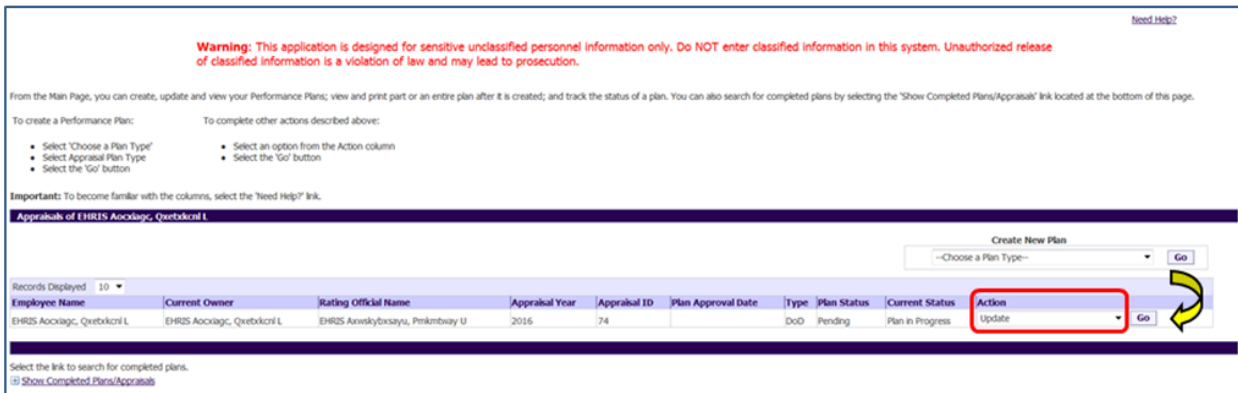 Need Help?
Warning: This application is designed for sensitive unclassified personnel information only. Do NOT enter classified information in this system. Unauthorized release
of classified information is a violation of law and may lead to prosecution.
From the Main Page, you can create, update and view your Performance Plans; view and print part or an entire plan after it is created; and track the status of a plan. You can also search for completed plans by selecting the 'Show Completed Plans/Appraisals' link located at the bottom of this page.
To create a Performance Plan: To complete other actions described above:
• Select 'Choose a Plan Type' • Select an option from the Action column
• Select Appraisal Plan Type • Select the 'Go' button
• Select the 'Go' button
Important: To become familiar with the columns, select the 'Need Help?' link.
Appraisals of EHRIS Aocxiagc, Qxetxkcnl L
Create New Plan
--Choose a Plan Type-- Go
Records Displayed 10
Employee Name Current Owner Rating Official Name Appraisal Year Appraisal ID Plan Approval Date Type Plan Status Current Status Action
EHRIS Aocxiagc, Qxetxkcnl L EHRIS Aocxiagc, Qxetxkcnl L EHRIS Axwskybxsayu, Pmkmtway U 2016 74 DoD Pending Plan in Progress Update Go
Select the link to search for completed plans.
Show Completed Plans/Appraisals